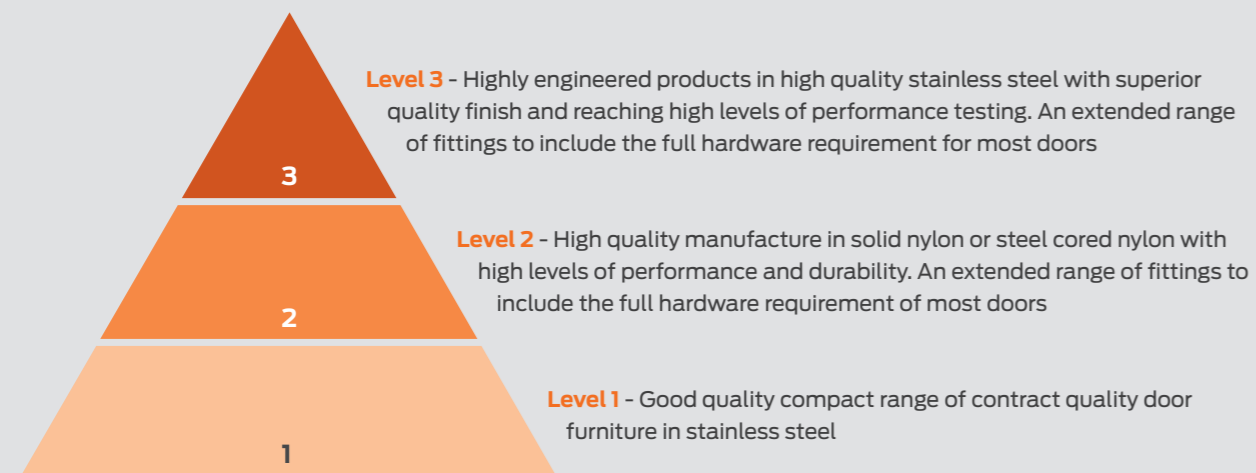 Level 3 - Highly engineered products in high quality stainless steel with superior
quality finish and reaching high levels of performance testing. An extended range
of fittings to include the full hardware requirement for most doors
3
Level 2 - High quality manufacture in solid nylon or steel cored nylon with
high levels of performance and durability. An extended range of fittings to
include the full hardware requirement of most doors
2
Level 1 - Good quality compact range of contract quality door
furniture in stainless steel
1